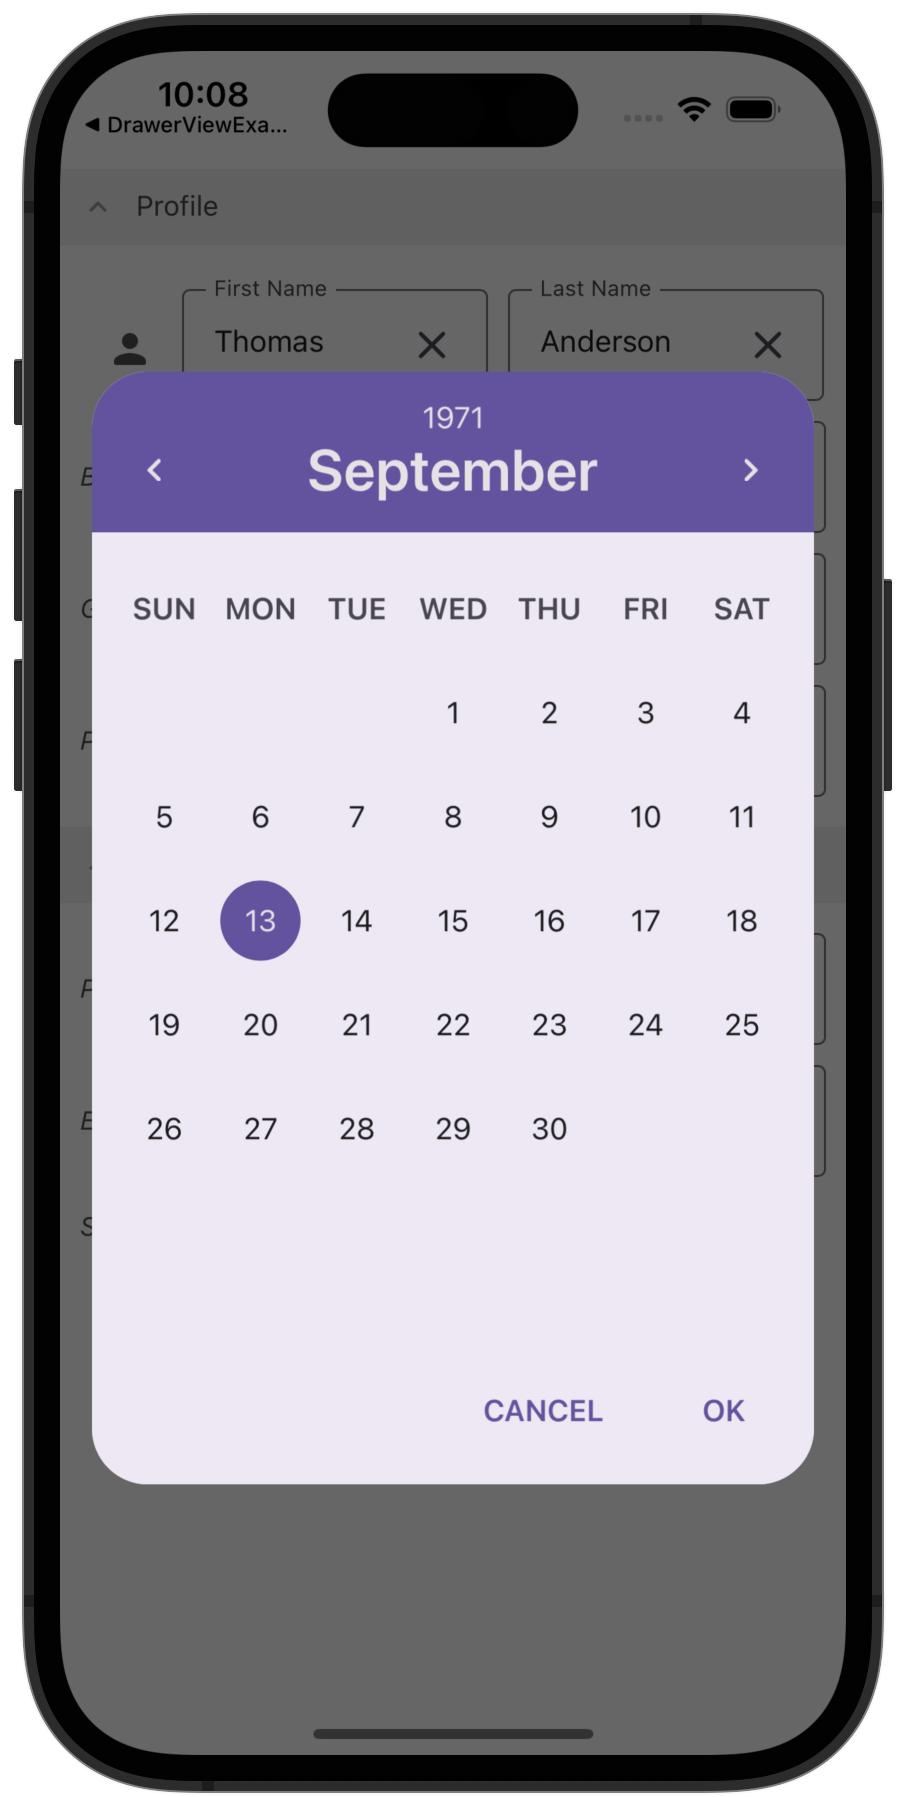 10:08
◀ DrawerViewExa...
Profile
First Name
Last Name
Thomas
Anderson
1971
September
SUN MON TUE WED THU FRI SAT
1 2 3 4
5 6 7 8 9 10 11
12 13 14 15 16 17 18
19 20 21 22 23 24 25
26 27 28 29 30
CANCEL OK